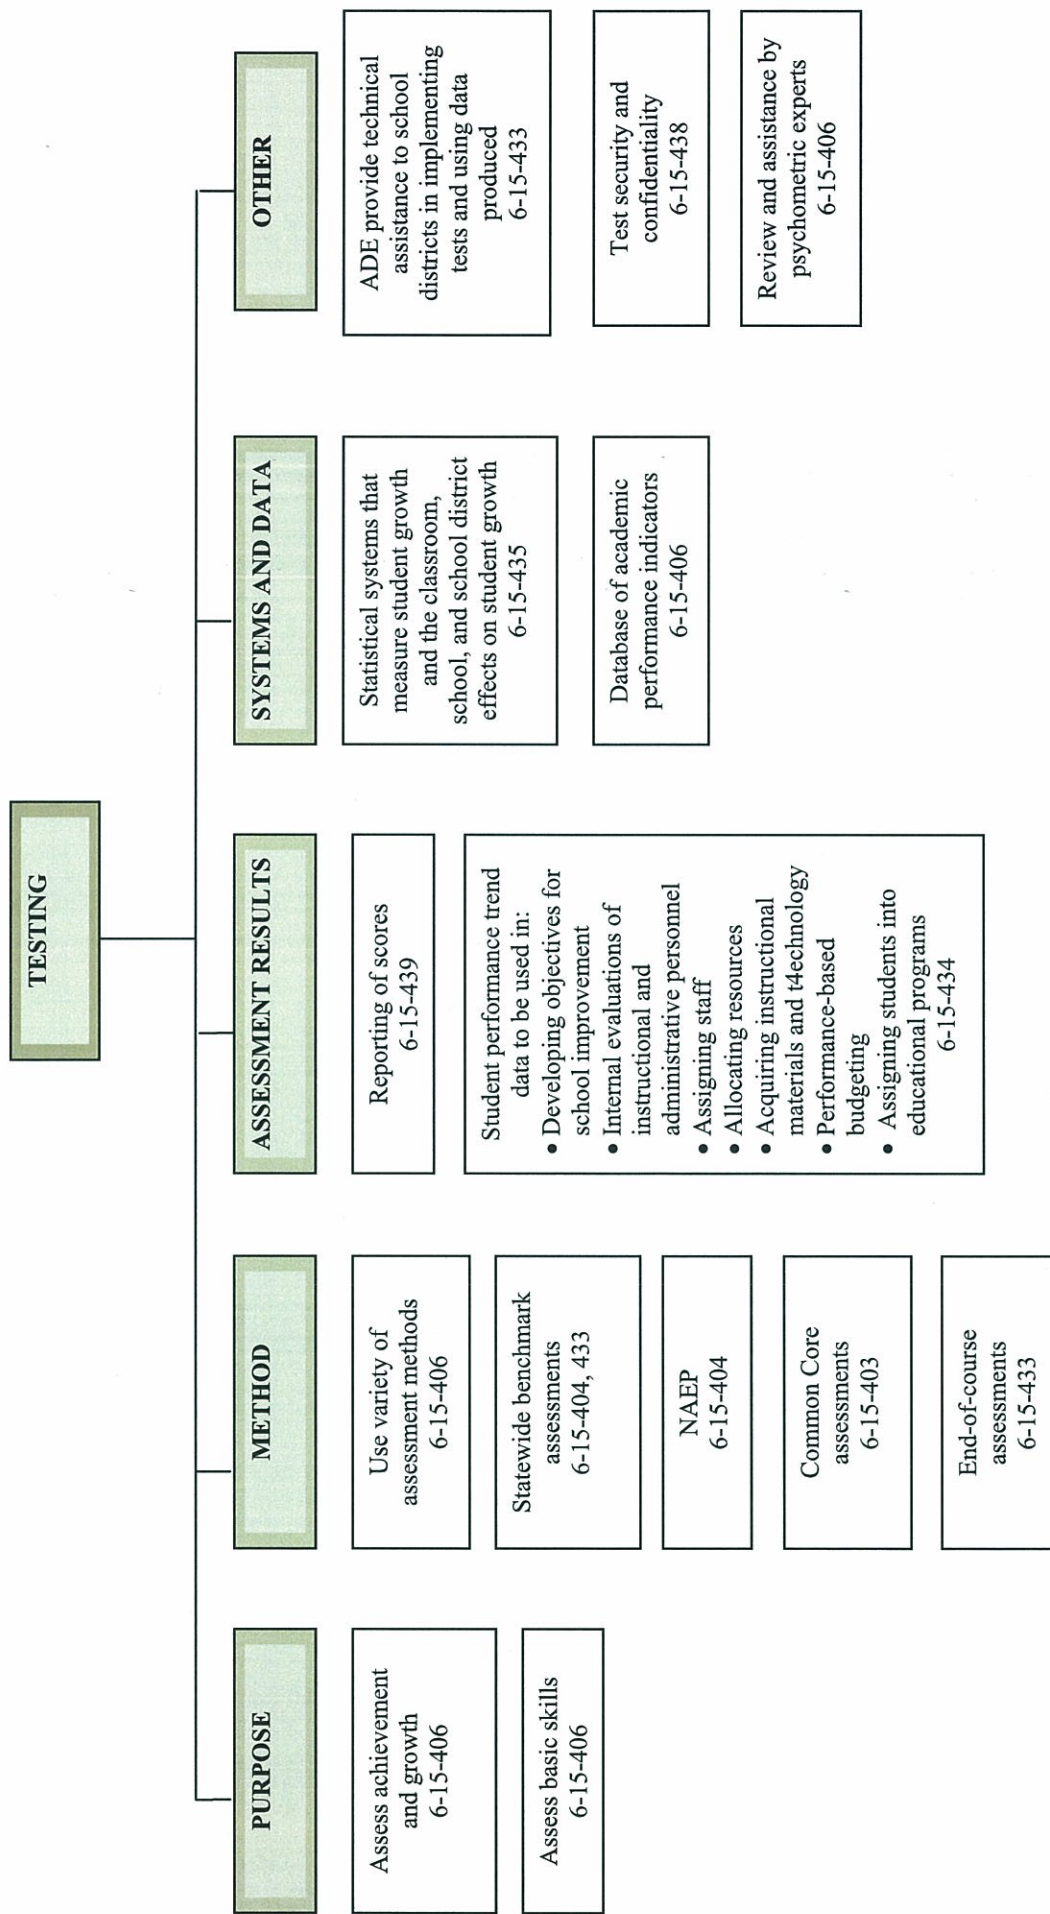 TESTING
PURPOSE
Assess achievement
and growth
6-15-406
Assess basic skills
6-15-406
METHOD
Use variety of
assessment methods
6-15-406
Statewide benchmark
assessments
6-15-404, 433
NAEP
6-15-404
Common Core
assessments
6-15-403
End-of-course
assessments
6-15-433
ASSESSMENT RESULTS
Reporting of scores
6-15-439
Student performance trend
data to be used in:
• Developing objectives for
school improvement
• Internal evaluations of
instructional and
administrative personnel
• Assigning staff
• Allocating resources
• Acquiring instructional
materials and t4echnology
• Performance-based
budgeting
• Assigning students into
educational programs
6-15-434
SYSTEMS AND DATA
Statistical systems that
measure student growth
and the classroom,
school, and school district
effects on student growth
6-15-435
Database of academic
performance indicators
6-15-406
OTHER
ADE provide technical
assistance to school
districts in implementing
tests and using data
produced
6-15-433
Test security and
confidentiality
6-15-438
Review and assistance by
psychometric experts
6-15-406